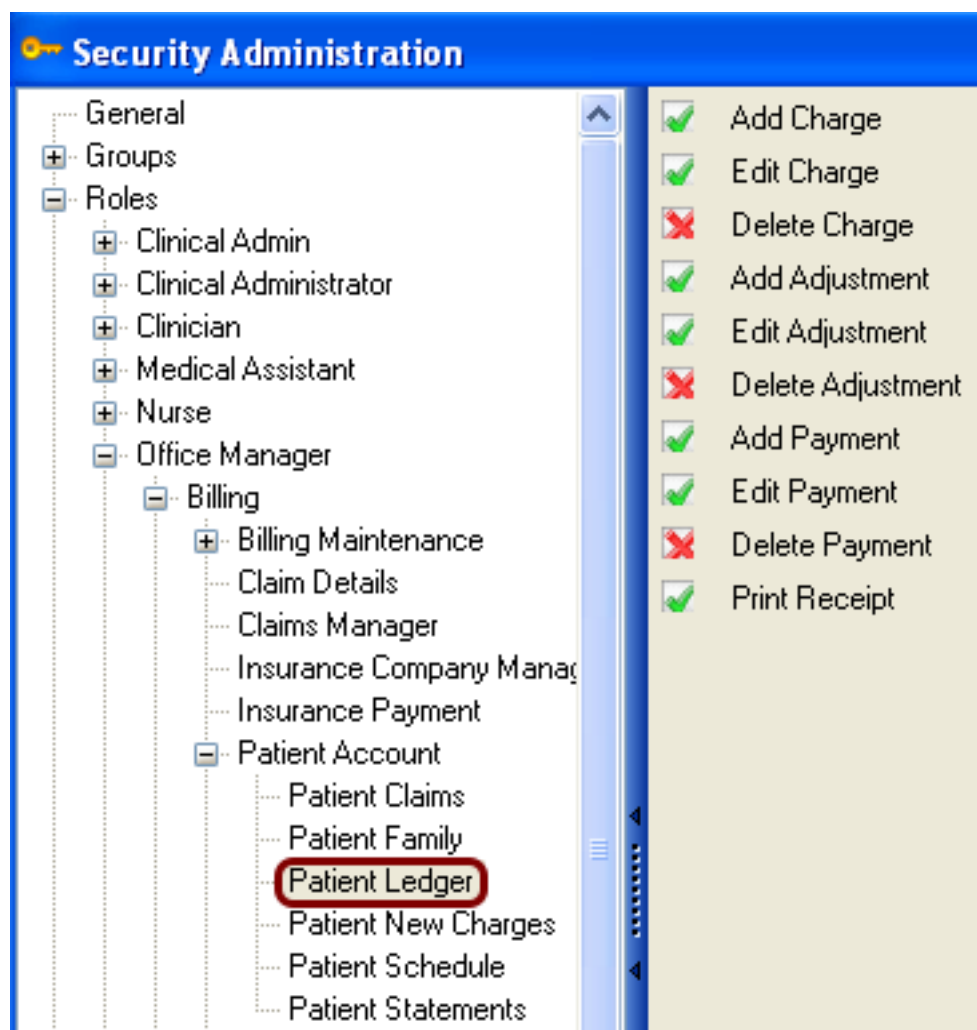 Security Administration
General
Groups
Roles
Clinical Admin
Clinical Administrator
Clinician
Medical Assistant
Nurse
Office Manager
Billing
Billing Maintenance
Claim Details
Claims Manager
Insurance Company Manag
Insurance Payment
Patient Account
Patient Claims
Patient Family
Patient Ledger
Patient New Charges
Patient Schedule
Patient Statements
Add Charge
Edit Charge
Delete Charge
Add Adjustment
Edit Adjustment
Delete Adjustment
Add Payment
Edit Payment
Delete Payment
Print Receipt